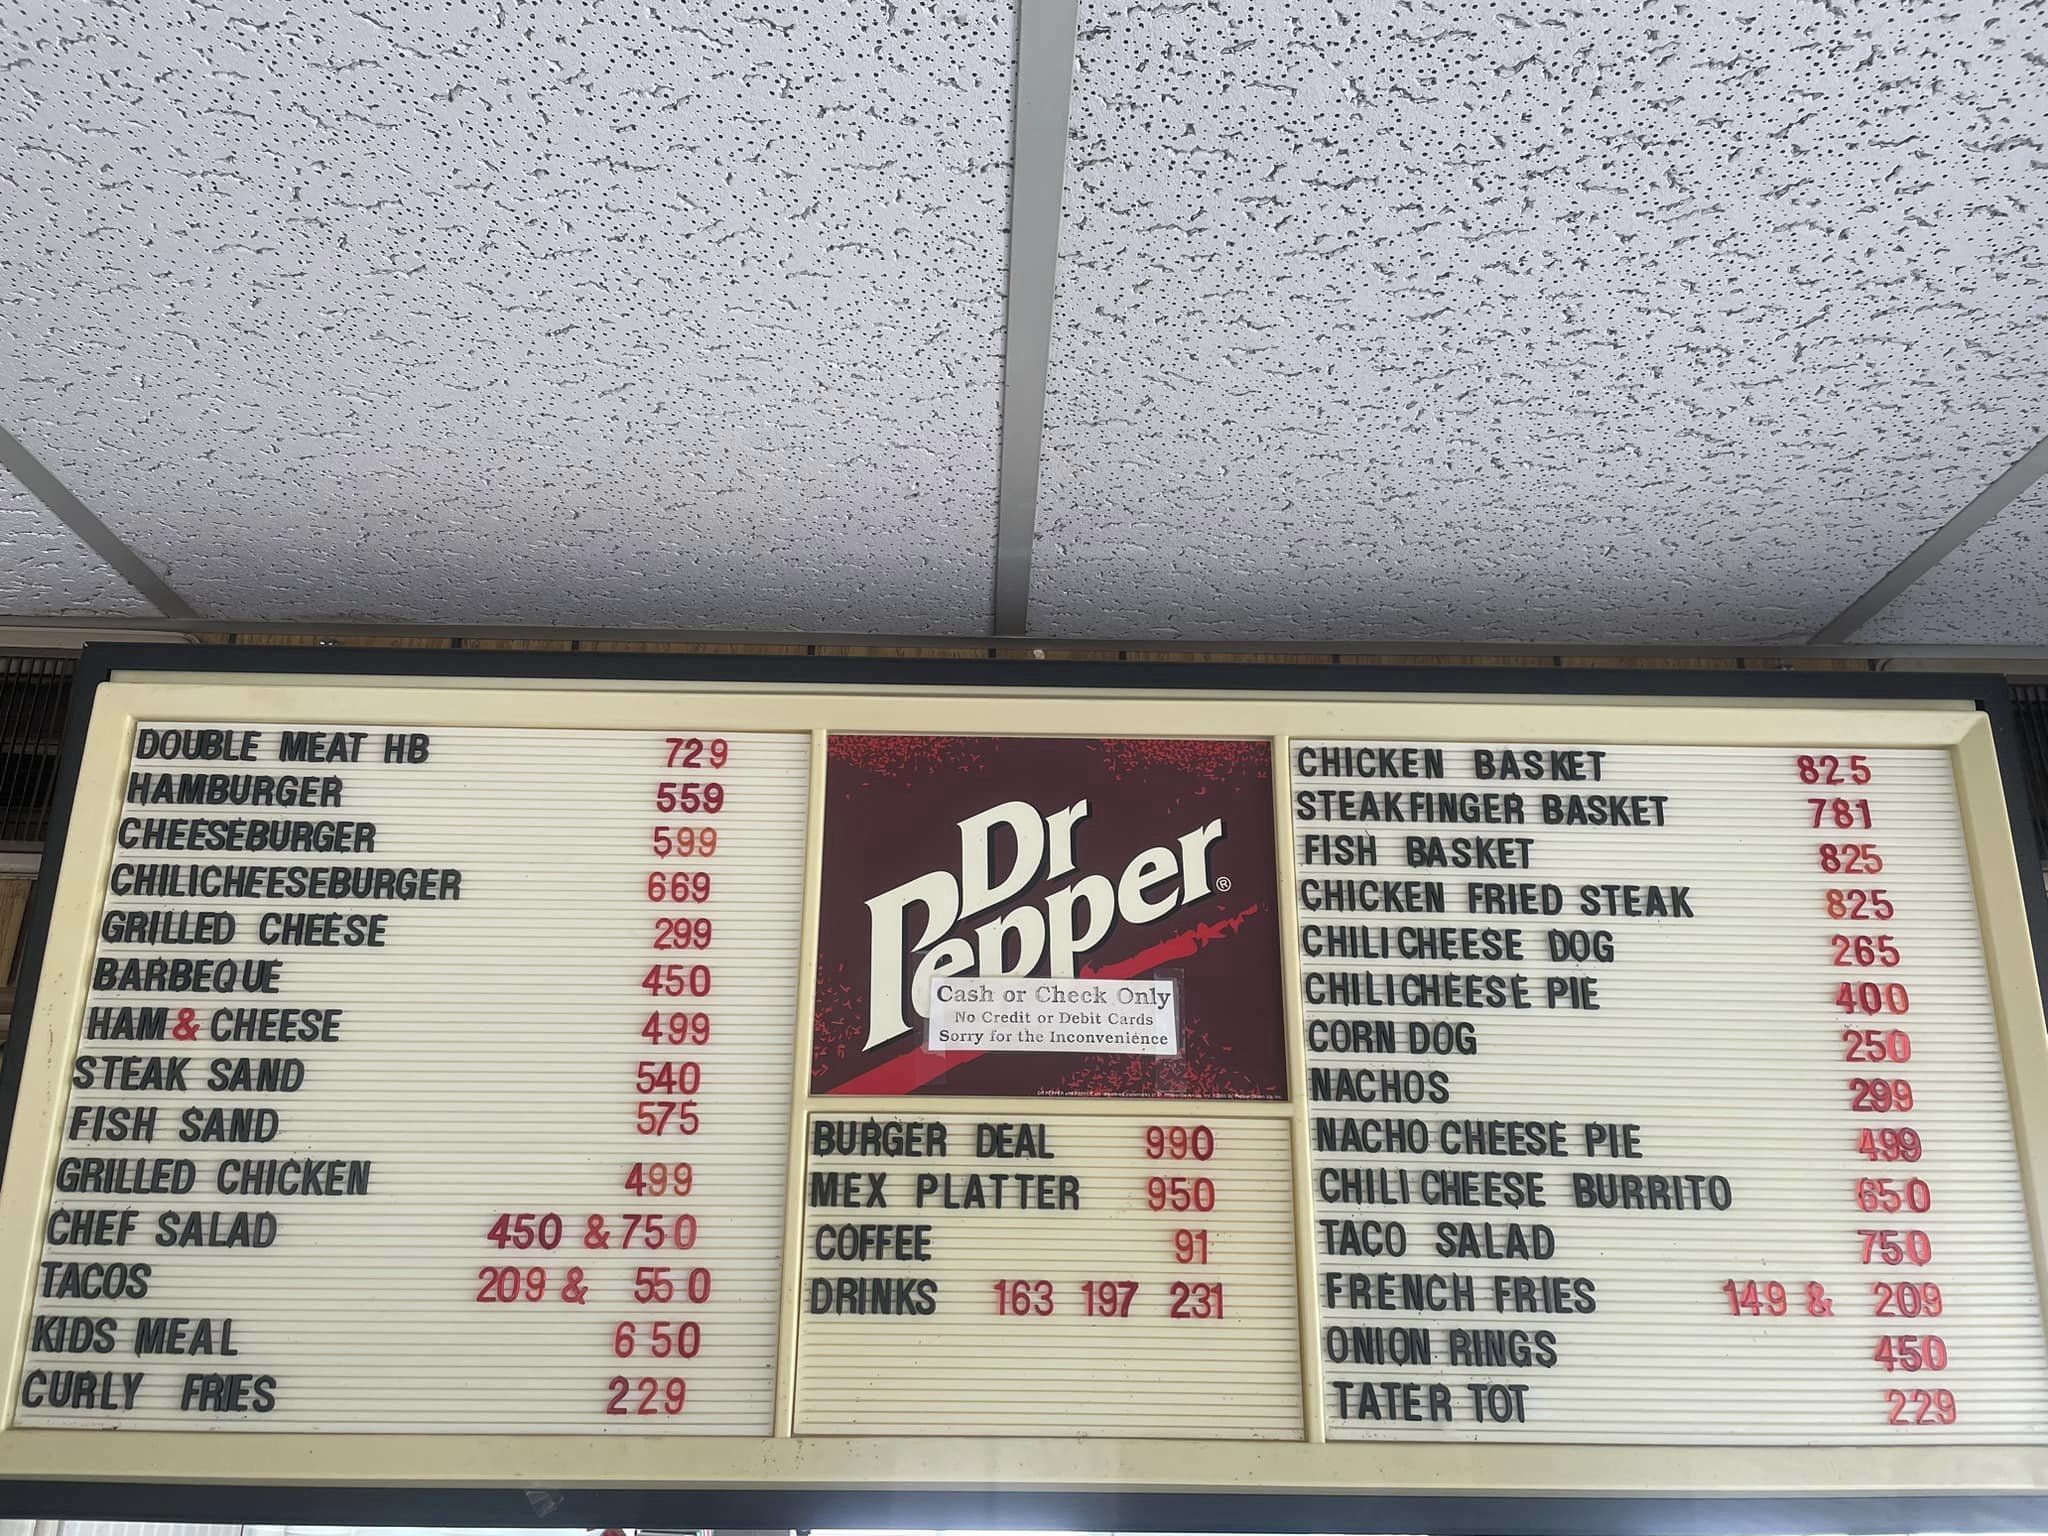 DOUBLE MEAT HB 729
HAMBURGER 559
CHEESEBURGER 599
CHILICHEESEBURGER 669
GRILLED CHEESE 299
BARBEQUE 450
HAM & CHEESE 499
STEAK SAND 540
FISH SAND 575
GRILLED CHICKEN 499
CHEF SALAD 450 & 750
TACOS 209 & 550
KIDS MEAL 650
CURLY FRIES 229
Dr
Pepper®
Cash or Check Only
No Credit or Debit Cards
Sorry for the Inconvenience
BURGER DEAL 990
MEX PLATTER 950
COFFEE 91
DRINKS 163 197 231
CHICKEN BASKET 825
STEAKFINGER BASKET 781
FISH BASKET 825
CHICKEN FRIED STEAK 825
CHILICHEESE DOG 265
CHILICHEESE PIE 400
CORN DOG 250
NACHOS 299
NACHO CHEESE PIE 499
CHILI CHEESE BURRITO 650
TACO SALAD 750
FRENCH FRIES 149 & 209
ONION RINGS 450
TATER TOT 229